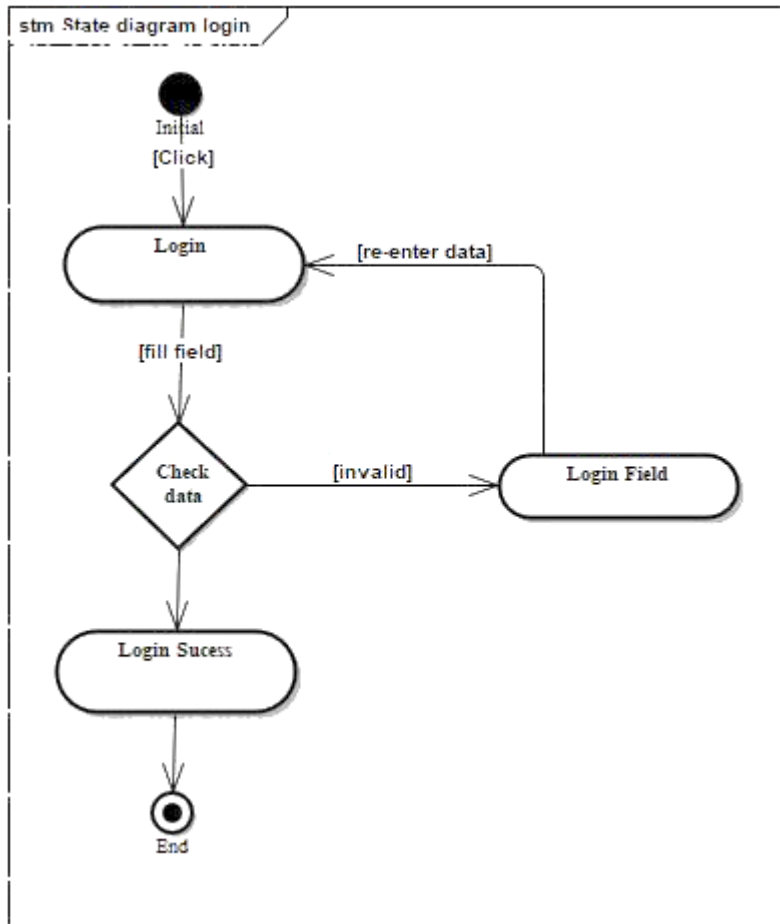 stm State diagram login
Initial
[Click]
Login
[re-enter data]
[fill field]
Check
data
[invalid]
Login Field
Login Sucess
End